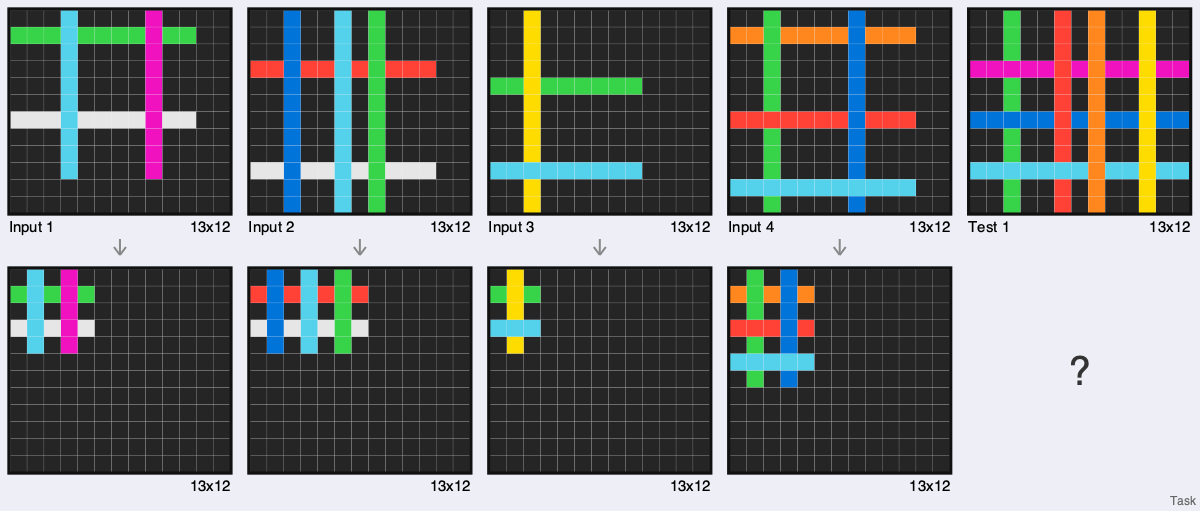 Input 1 13x12
Input 2 13x12
Input 3 13x12
Input 4 13x12
Test 1 13x12
?
13x12
13x12
13x12
13x12
Task